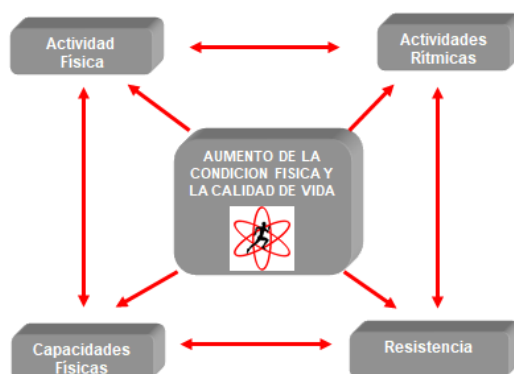 Actividad
Física
Actividades
Rítmicas
AUMENTO DE LA
CONDICION FISICA Y
LA CALIDAD DE VIDA
Capacidades
Físicas
Resistencia